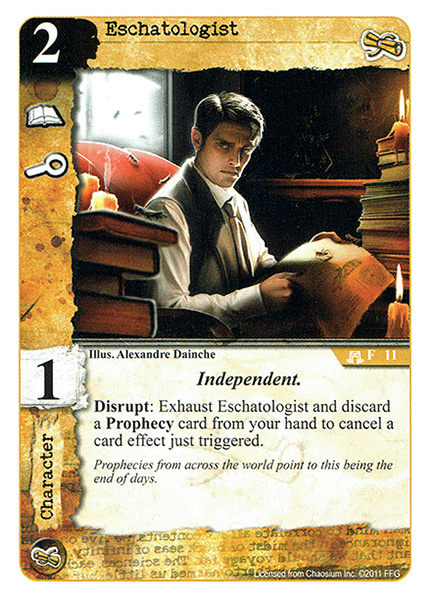 2
Eschatologist
Illus. Alexandre Dainche
F 11
1
Character
Independent.
Disrupt: Exhaust Eschatologist and discard
a Prophecy card from your hand to cancel a
card effect just triggered.
Prophecies from across the world point to this being the
end of days.
Licensed from Chaosium Inc. ©2011 FFG